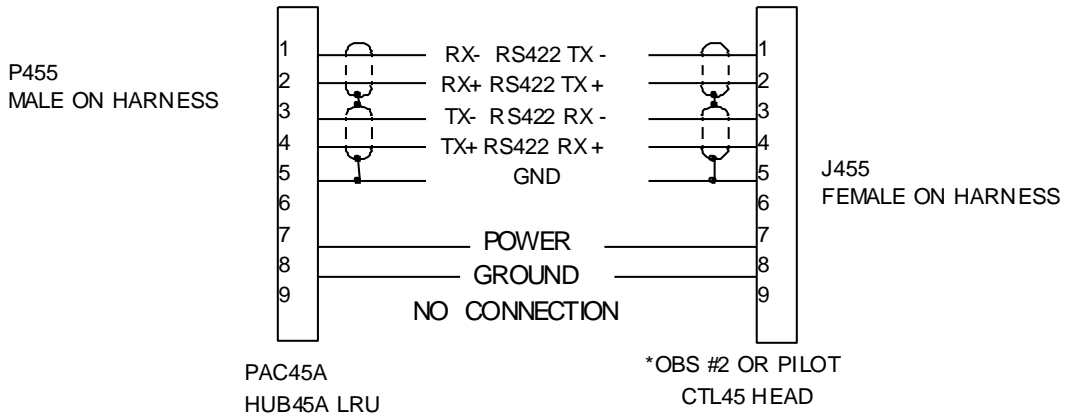 P455
MALE ON HARNESS
1 RX- RS422 TX - 1
2 RX+ RS422 TX + 2
3 TX- RS422 RX - 3
4 TX+ RS422 RX + 4
5 GND 5
6 6
7 POWER 7
8 GROUND 8
9 NO CONNECTION 9
J455
FEMALE ON HARNESS
PAC45A
HUB45A LRU
*OBS #2 OR PILOT
CTL45 HEAD